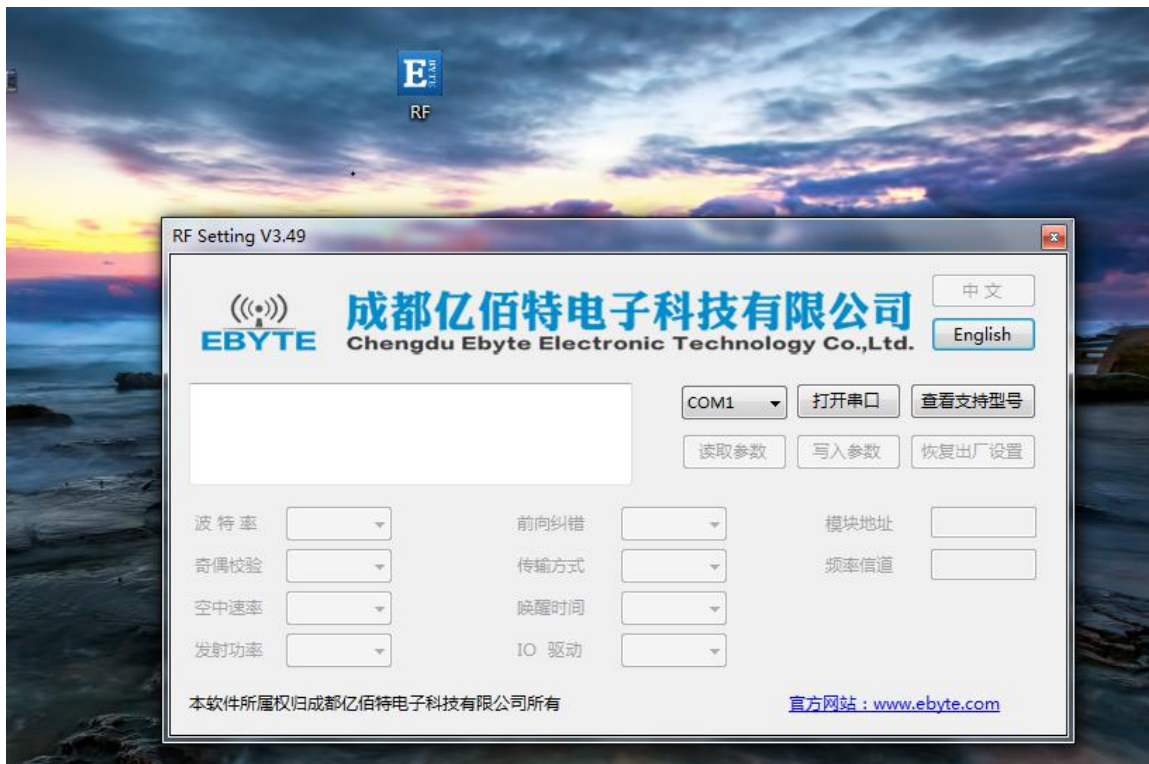 E BYTE
RF
RF Setting V3.49
EBYTE
成都亿佰特电子科技有限公司
Chengdu Ebyte Electronic Technology Co.,Ltd.
中 文
English
COM1 打开串口 查看支持型号
读取参数 写入参数 恢复出厂设置
波 特 率 前向纠错 模块地址
奇偶校验 传输方式 频率信道
空中速率 唤醒时间
发射功率 IO 驱动
本软件所属权归成都亿佰特电子科技有限公司所有 官方网站：www.ebyte.com